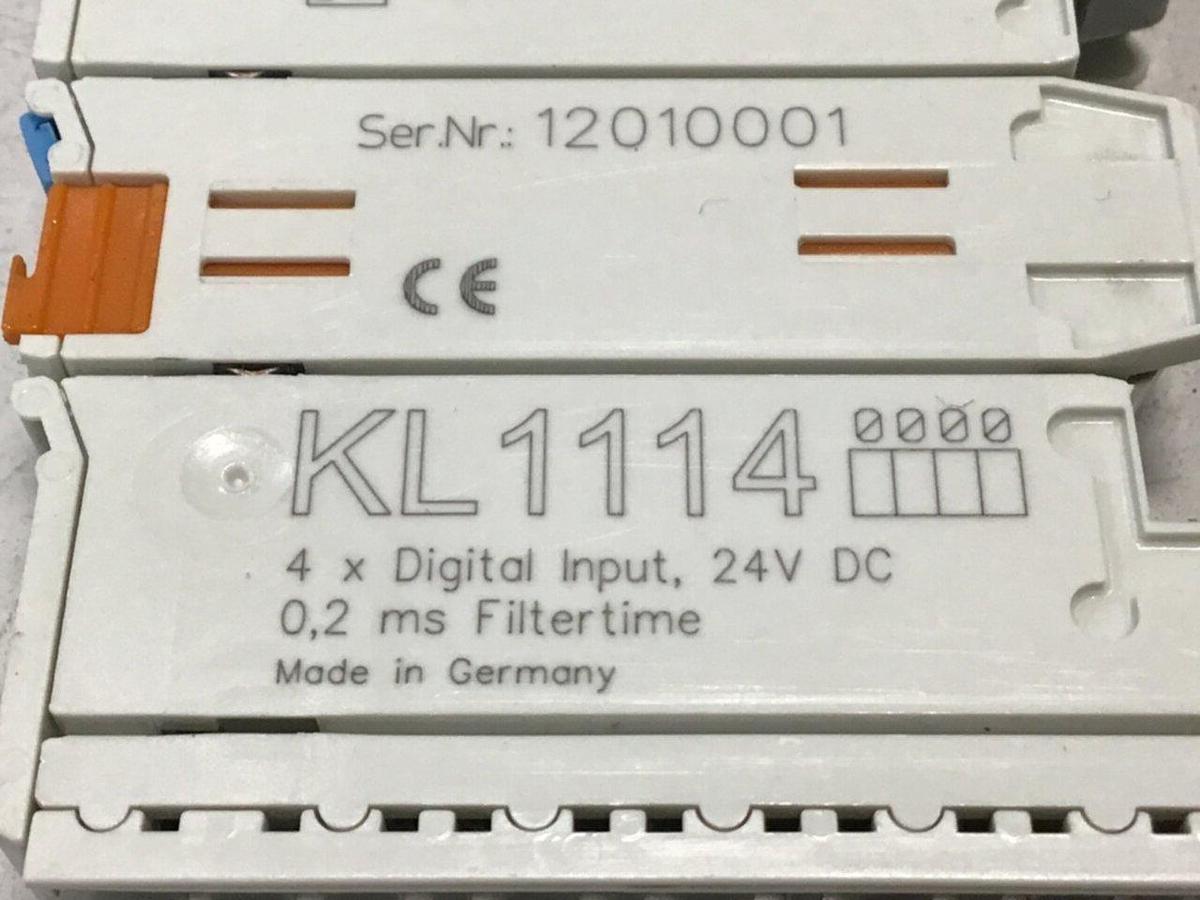 Ser.Nr.: 12010001
CE
KL1114 0000
4 x Digital Input, 24V DC
0,2 ms Filtertime
Made in Germany